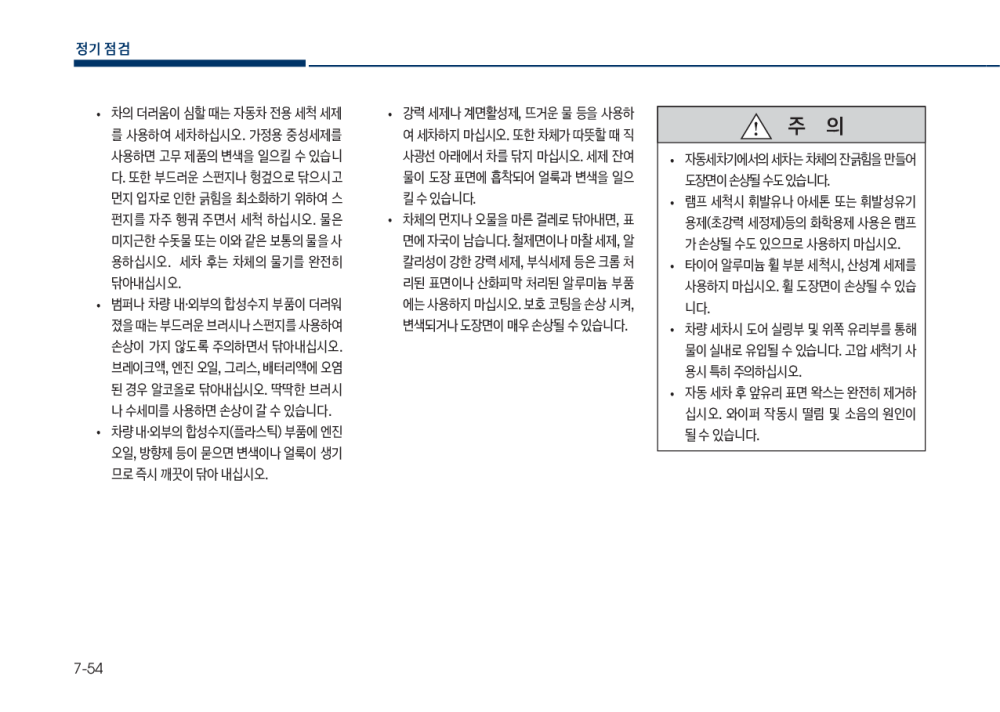 정기 점검
• 차의 더러움이 심할 때는 자동차 전용 세척 세제
를 사용하여 세차하십시오. 가정용 중성세제를
사용하면 고무 제품의 변색을 일으킬 수 있습니
다. 또한 부드러운 스펀지나 헝겊으로 닦으시고
먼지 입자로 인한 긁힘을 최소화하기 위하여 스
펀지를 자주 헹궈 주면서 세척 하십시오. 물은
미지근한 수돗물 또는 이와 같은 보통의 물을 사
용하십시오. 세차 후는 차체의 물기를 완전히
닦아내십시오.
• 범퍼나 차량 내·외부의 합성수지 부품이 더러워
졌을 때는 부드러운 브러시나 스펀지를 사용하여
손상이 가지 않도록 주의하면서 닦아내십시오.
브레이크액, 엔진 오일, 그리스, 배터리액에 오염
된 경우 알코올로 닦아내십시오. 딱딱한 브러시
나 수세미를 사용하면 손상이 갈 수 있습니다.
• 차량 내·외부의 합성수지(플라스틱) 부품에 엔진
오일, 방향제 등이 묻으면 변색이나 얼룩이 생기
므로 즉시 깨끗이 닦아 내십시오.
• 강력 세제나 계면활성제, 뜨거운 물 등을 사용하
여 세차하지 마십시오. 또한 차체가 따뜻할 때 직
사광선 아래에서 차를 닦지 마십시오. 세제 잔여
물이 도장 표면에 흡착되어 얼룩과 변색을 일으
킬 수 있습니다.
• 차체의 먼지나 오물을 마른 걸레로 닦아내면, 표
면에 자국이 남습니다. 철제면이나 마찰 세제, 알
칼리성이 강한 강력 세제, 부식세제 등은 크롬 처
리된 표면이나 산화피막 처리된 알루미늄 부품
에는 사용하지 마십시오. 보호 코팅을 손상 시켜,
변색되거나 도장면이 매우 손상될 수 있습니다.
주 의
• 자동세차기에서의 세차는 차체의 잔긁힘을 만들어
도장면이 손상될 수도 있습니다.
• 램프 세척시 휘발유나 아세톤 또는 휘발성유기
용제(초강력 세정제)등의 화학용제 사용은 램프
가 손상될 수도 있으므로 사용하지 마십시오.
• 타이어 알루미늄 휠 부분 세척시, 산성계 세제를
사용하지 마십시오. 휠 도장면이 손상될 수 있습
니다.
• 차량 세차시 도어 실링부 및 위쪽 유리부를 통해
물이 실내로 유입될 수 있습니다. 고압 세척기 사
용시 특히 주의하십시오.
• 자동 세차 후 앞유리 표면 왁스는 완전히 제거하
십시오. 와이퍼 작동시 떨림 및 소음의 원인이
될 수 있습니다.
7-54